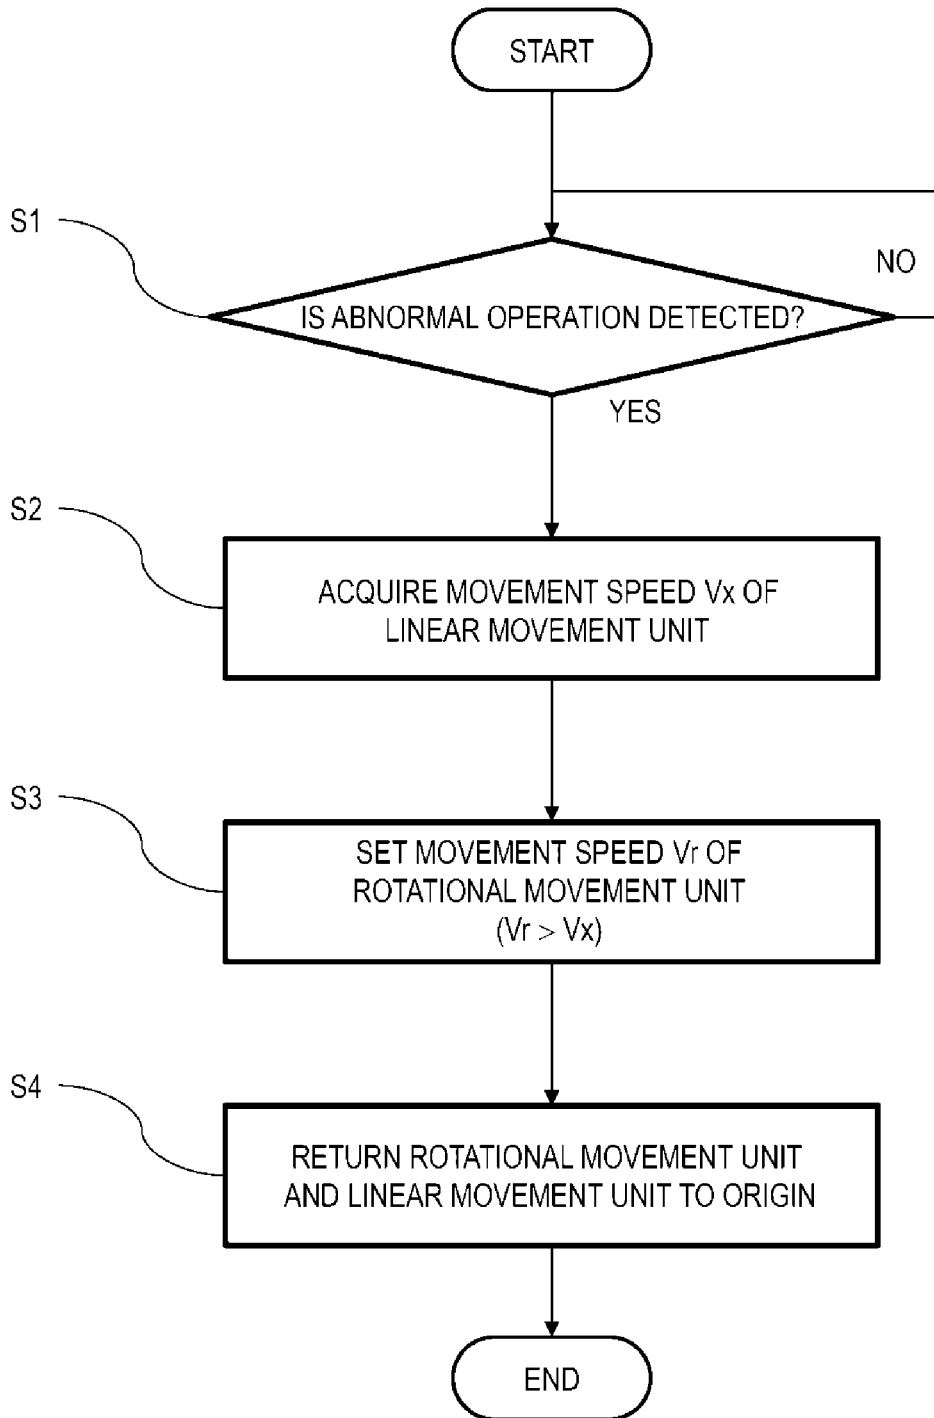 START
S1
NO
IS ABNORMAL OPERATION DETECTED?
YES
S2
ACQUIRE MOVEMENT SPEED Vx OF
LINEAR MOVEMENT UNIT
S3
SET MOVEMENT SPEED Vr OF
ROTATIONAL MOVEMENT UNIT
(Vr > Vx)
S4
RETURN ROTATIONAL MOVEMENT UNIT
AND LINEAR MOVEMENT UNIT TO ORIGIN
END